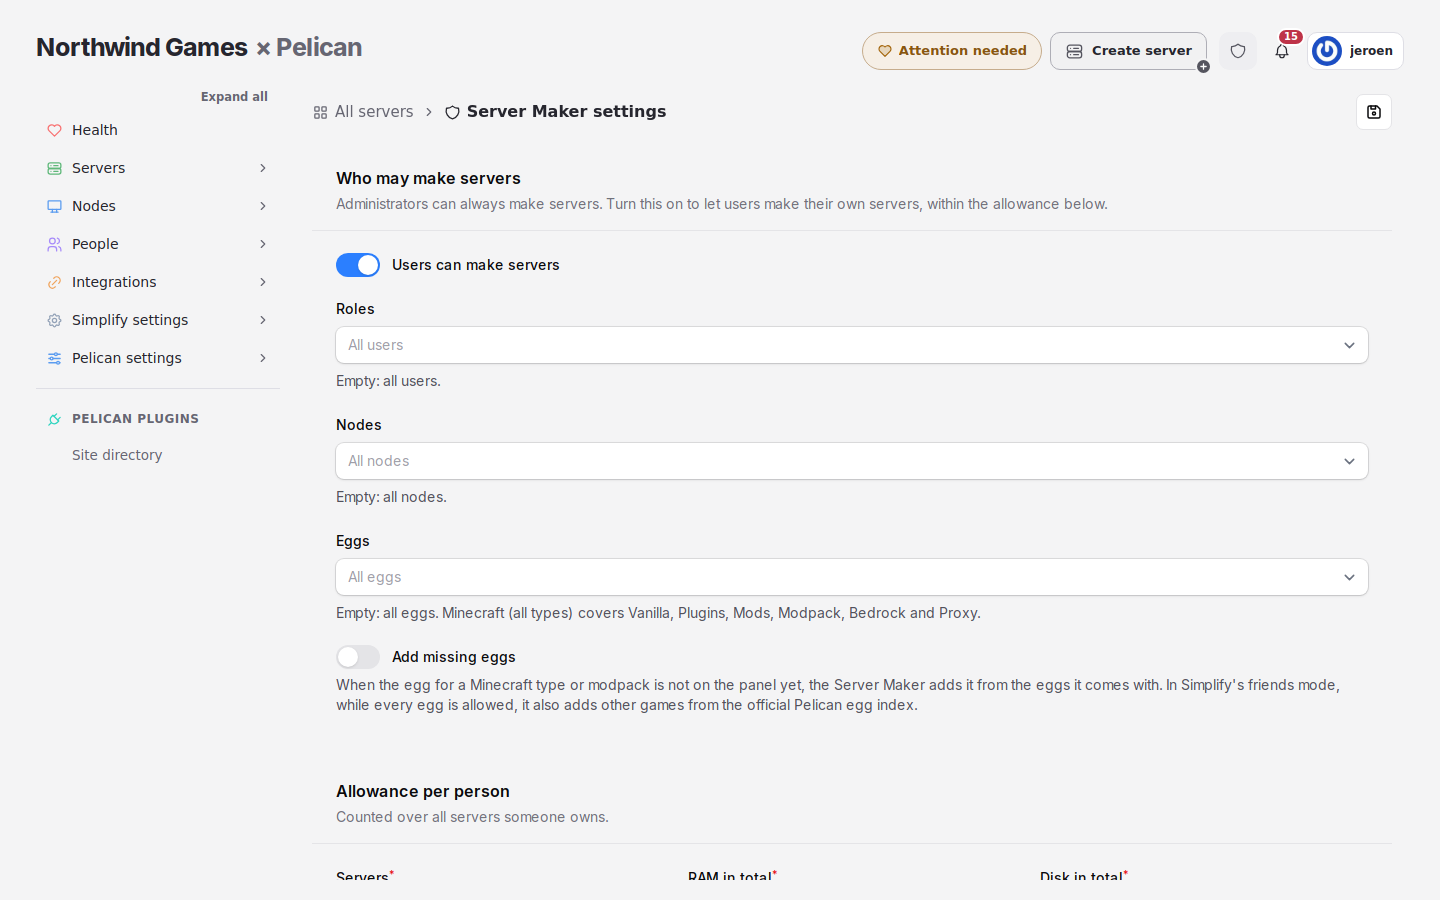 Northwind Games × Pelican
Attention needed
Create server
15
jeroen
Expand all
Health
Servers
Nodes
People
Integrations
Simplify settings
Pelican settings
PELICAN PLUGINS
Site directory
All servers > Server Maker settings
Who may make servers
Administrators can always make servers. Turn this on to let users make their own servers, within the allowance below.
Users can make servers
Roles
All users
Empty: all users.
Nodes
All nodes
Empty: all nodes.
Eggs
All eggs
Empty: all eggs. Minecraft (all types) covers Vanilla, Plugins, Mods, Modpack, Bedrock and Proxy.
Add missing eggs
When the egg for a Minecraft type or modpack is not on the panel yet, the Server Maker adds it from the eggs it comes with. In Simplify's friends mode,
while every egg is allowed, it also adds other games from the official Pelican egg index.
Allowance per person
Counted over all servers someone owns.
Servers* RAM in total* Disk in total*